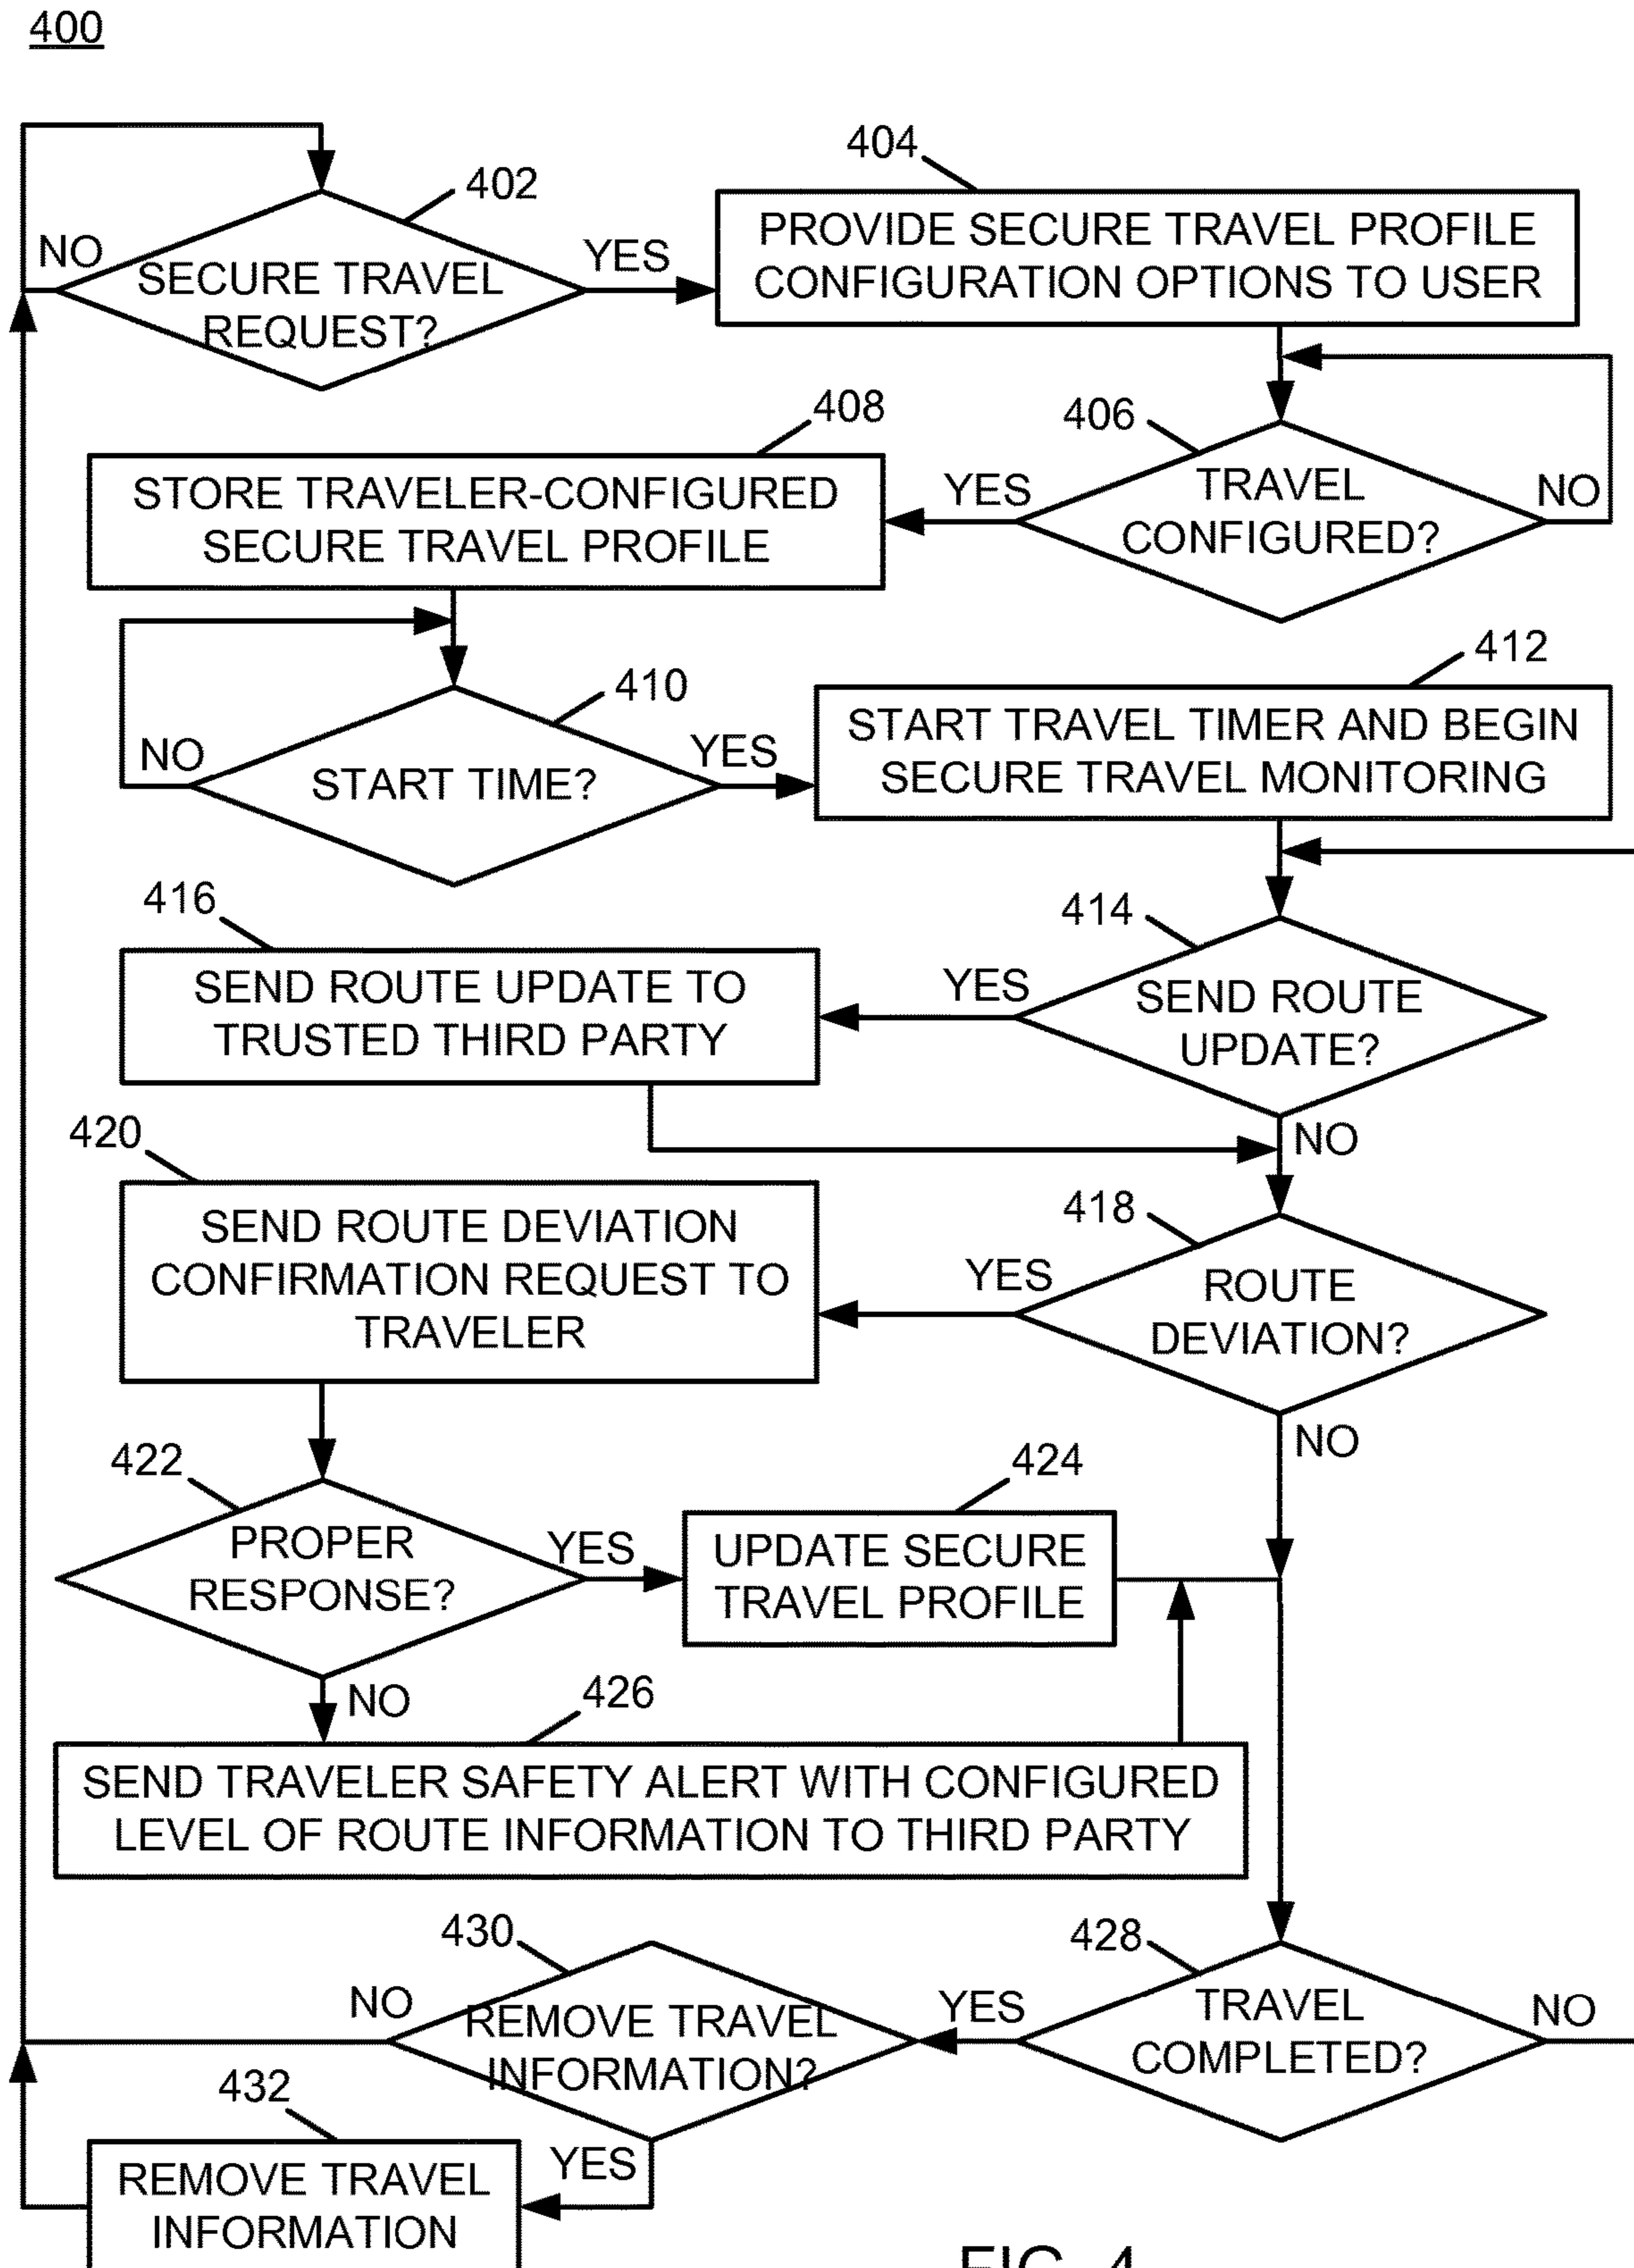 400
402
NO
YES
SECURE TRAVEL
REQUEST?
404
PROVIDE SECURE TRAVEL PROFILE
CONFIGURATION OPTIONS TO USER
406
TRAVEL
CONFIGURED?
YES
NO
408
STORE TRAVELER-CONFIGURED
SECURE TRAVEL PROFILE
410
NO
YES
START TIME?
412
START TRAVEL TIMER AND BEGIN
SECURE TRAVEL MONITORING
414
YES
SEND ROUTE
UPDATE?
NO
416
SEND ROUTE UPDATE TO
TRUSTED THIRD PARTY
418
YES
ROUTE
DEVIATION?
NO
420
SEND ROUTE DEVIATION
CONFIRMATION REQUEST TO
TRAVELER
422
PROPER
RESPONSE?
YES
NO
424
UPDATE SECURE
TRAVEL PROFILE
426
SEND TRAVELER SAFETY ALERT WITH CONFIGURED
LEVEL OF ROUTE INFORMATION TO THIRD PARTY
428
YES
NO
TRAVEL
COMPLETED?
430
NO
REMOVE TRAVEL
INFORMATION?
YES
432
REMOVE TRAVEL
INFORMATION
FIG. 4